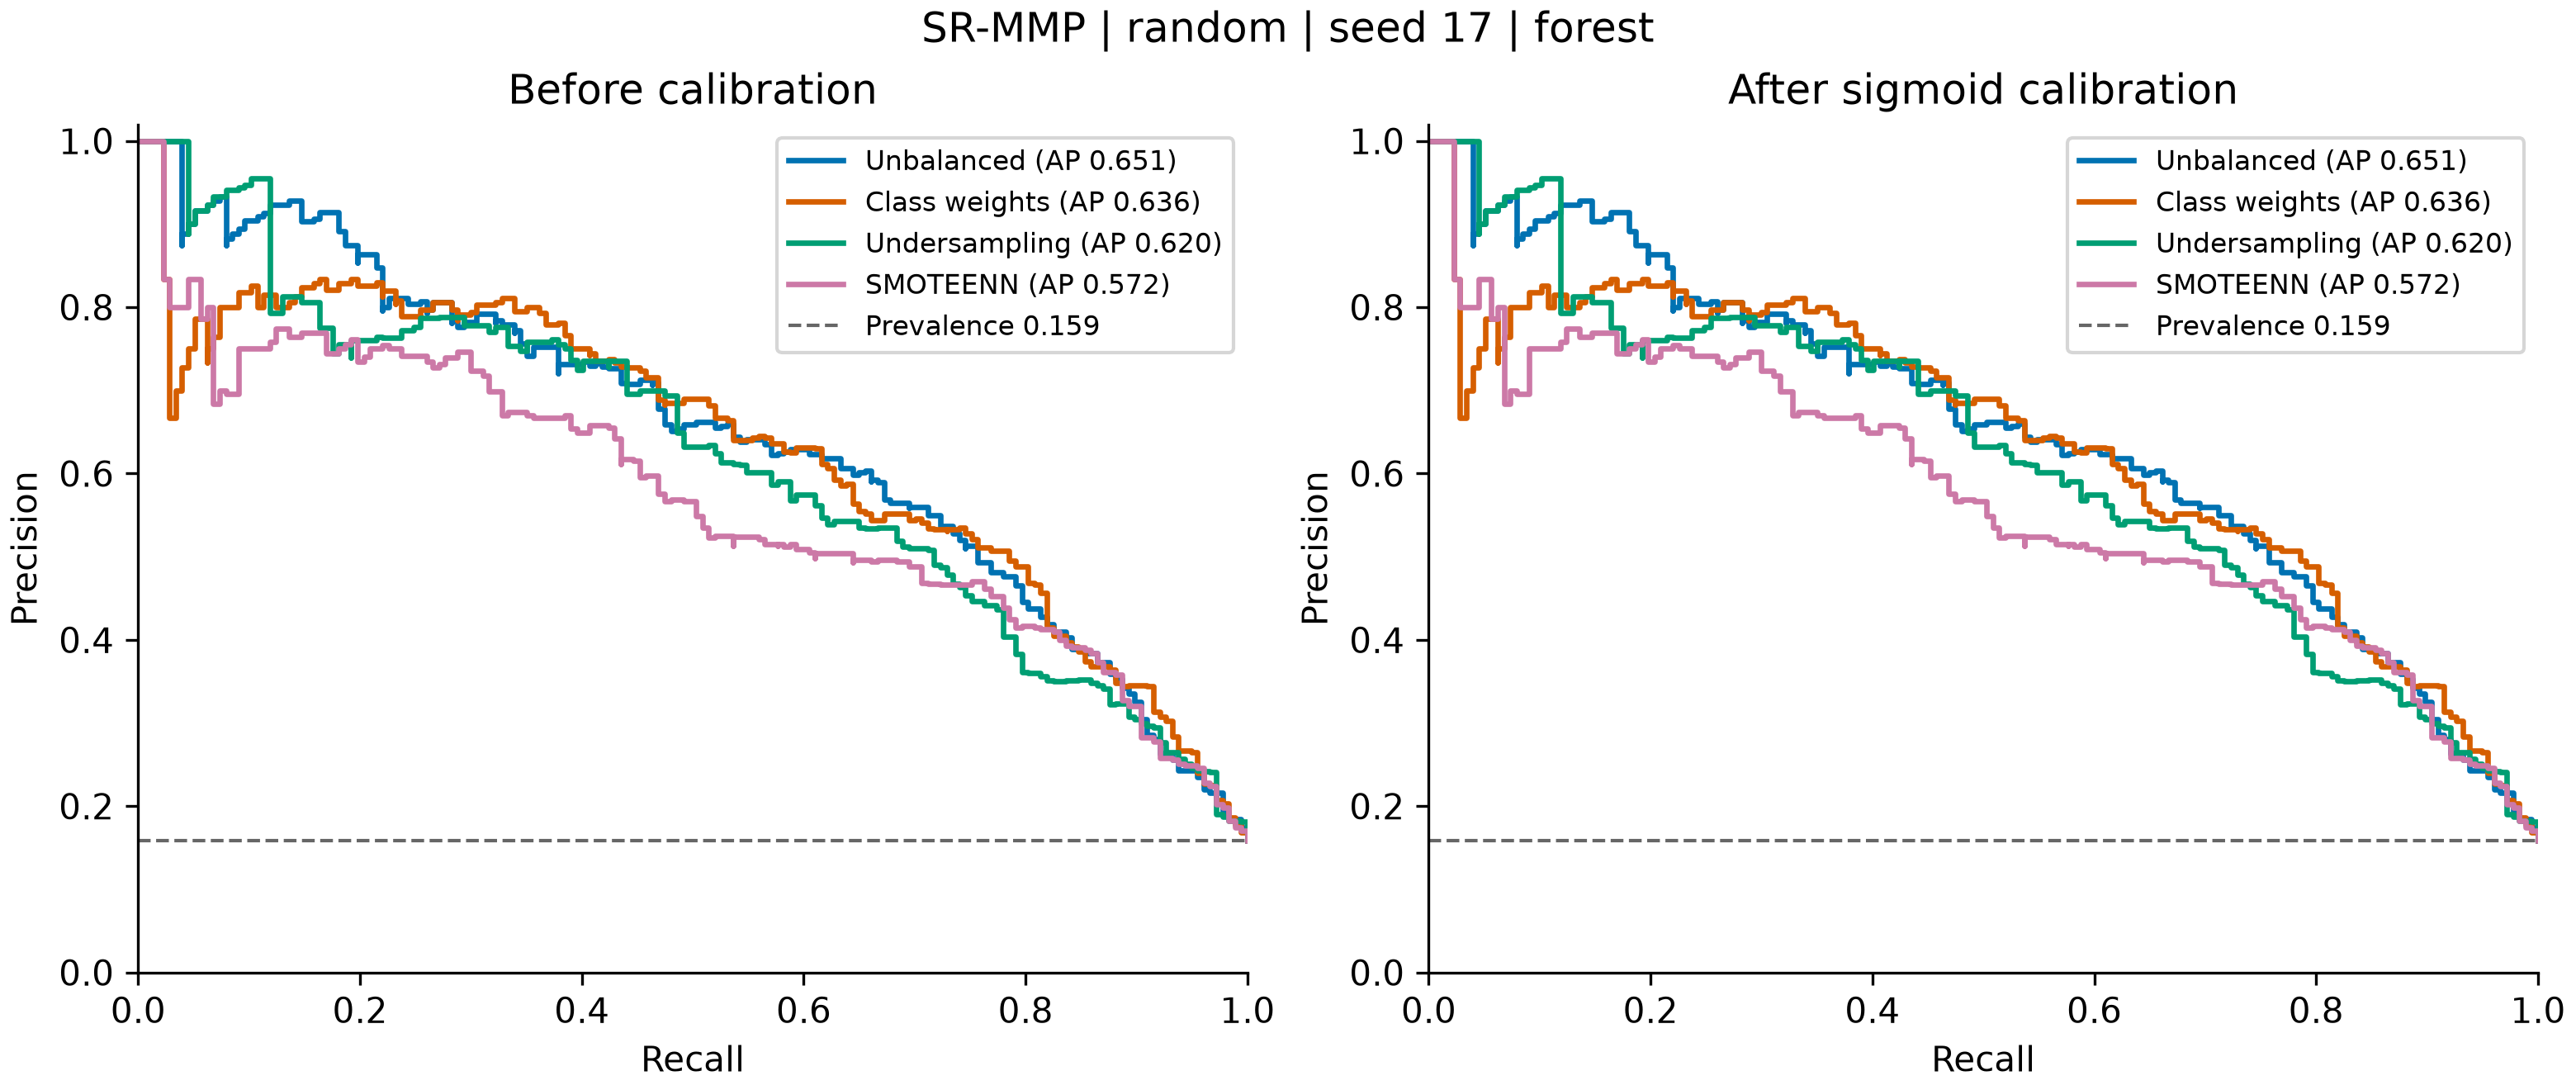 SR-MMP | random | seed 17 | forest
Before calibration
Precision
1.0
0.8
0.6
0.4
0.2
0.0
Unbalanced (AP 0.651)
Class weights (AP 0.636)
Undersampling (AP 0.620)
SMOTEENN (AP 0.572)
Prevalence 0.159
0.0 0.2 0.4 0.6 0.8 1.0
Recall
After sigmoid calibration
Precision
1.0
0.8
0.6
0.4
0.2
0.0
Unbalanced (AP 0.651)
Class weights (AP 0.636)
Undersampling (AP 0.620)
SMOTEENN (AP 0.572)
Prevalence 0.159
0.0 0.2 0.4 0.6 0.8 1.0
Recall